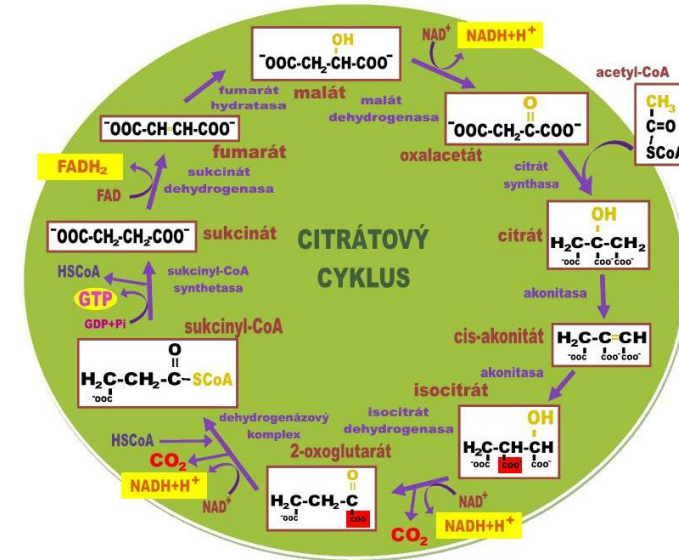 CITRÁTOVÝ
CYKLUS
acetyl-CoA
CH₃
C=O
SCoA
NAD⁺
NADH+H⁺
OH
⁻OOC-CH₂-CH-COO⁻
malát
malát
dehydrogenasa
O
⁻OOC-CH₂-C-COO⁻
oxalacetát
citrát
synthasa
citrát
OH
H₂C-C-CH₂
⁻OOC COO⁻COO⁻
akonitasa
cis-akonitát
H₂C-C=CH
⁻OOC COO⁻COO⁻
akonitasa
isocitrát
OH
H₂C-CH-CH
⁻OOC COO⁻ COO⁻
isocitrát
dehydrogenasa
NAD⁺
NADH+H⁺
CO₂
2-oxoglutarát
O
H₂C-CH₂-C
⁻OOC COO⁻
dehydrogenázový
komplex
HSCoA
CO₂
NADH+H⁺
NAD⁺
sukcinyl-CoA
O
H₂C-CH₂-C-SCoA
⁻OOC
sukcinyl-CoA
synthetasa
HSCoA
GTP
GDP+Pi
⁻OOC-CH₂-CH₂-COO⁻
sukcinát
sukcinát
dehydrogenasa
FADH₂
FAD
⁻OOC-CH=CH-COO⁻
fumarát
fumarát
hydratasa